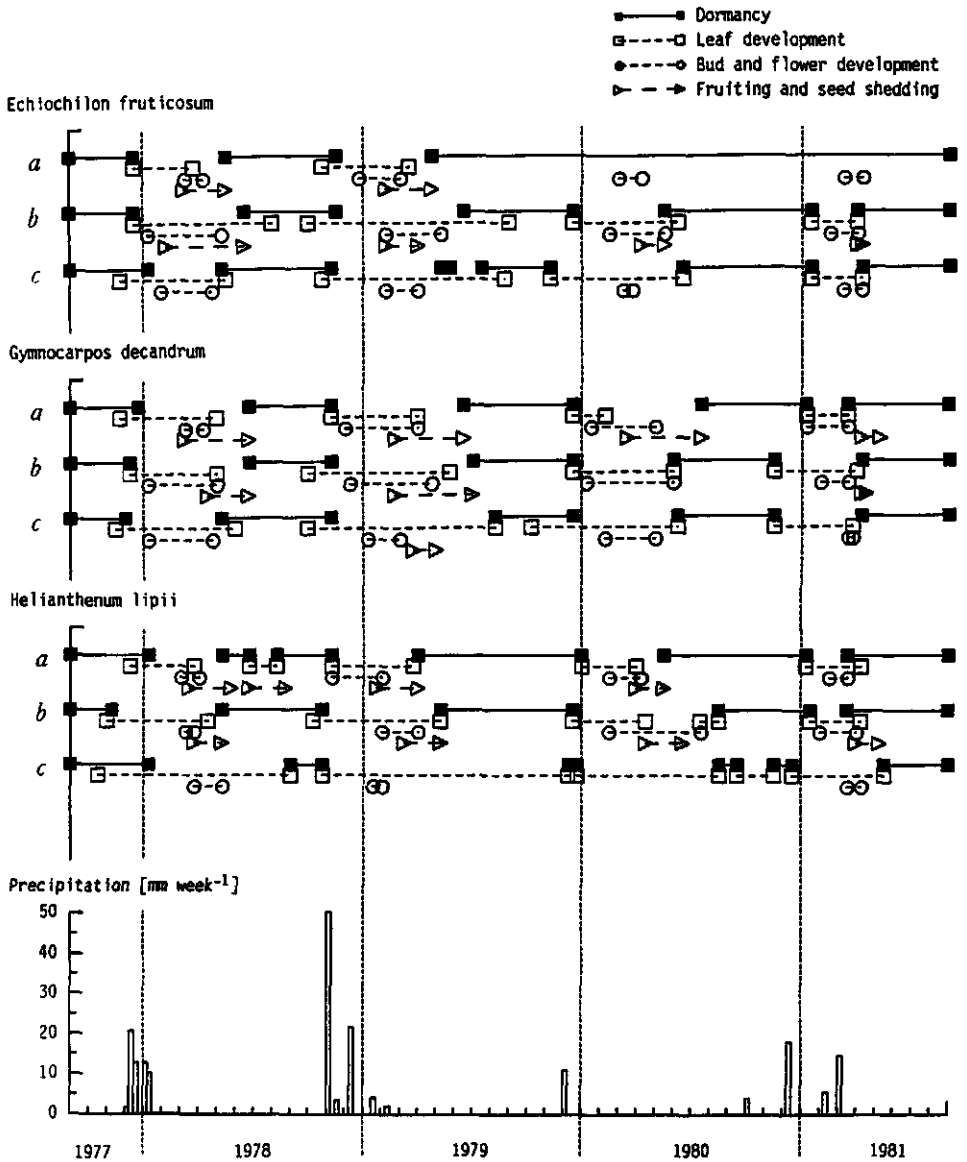 Dormancy
Leaf development
Bud and flower development
Fruiting and seed shedding
Echiochilon fruticosum
a
b
c
Gymnocarpos decandrum
a
b
c
Helianthenum lipii
a
b
c
Precipitation [mm week-1]
50
40
30
20
10
0
1977 1978 1979 1980 1981